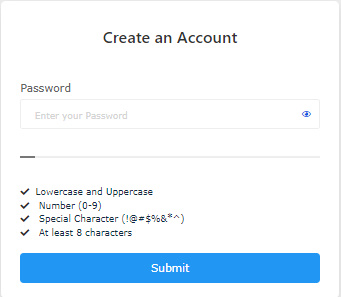 Create an Account
Password
Enter your Password
Lowercase and Uppercase
Number (0-9)
Special Character (!@#$%&*^)
At least 8 characters
Submit